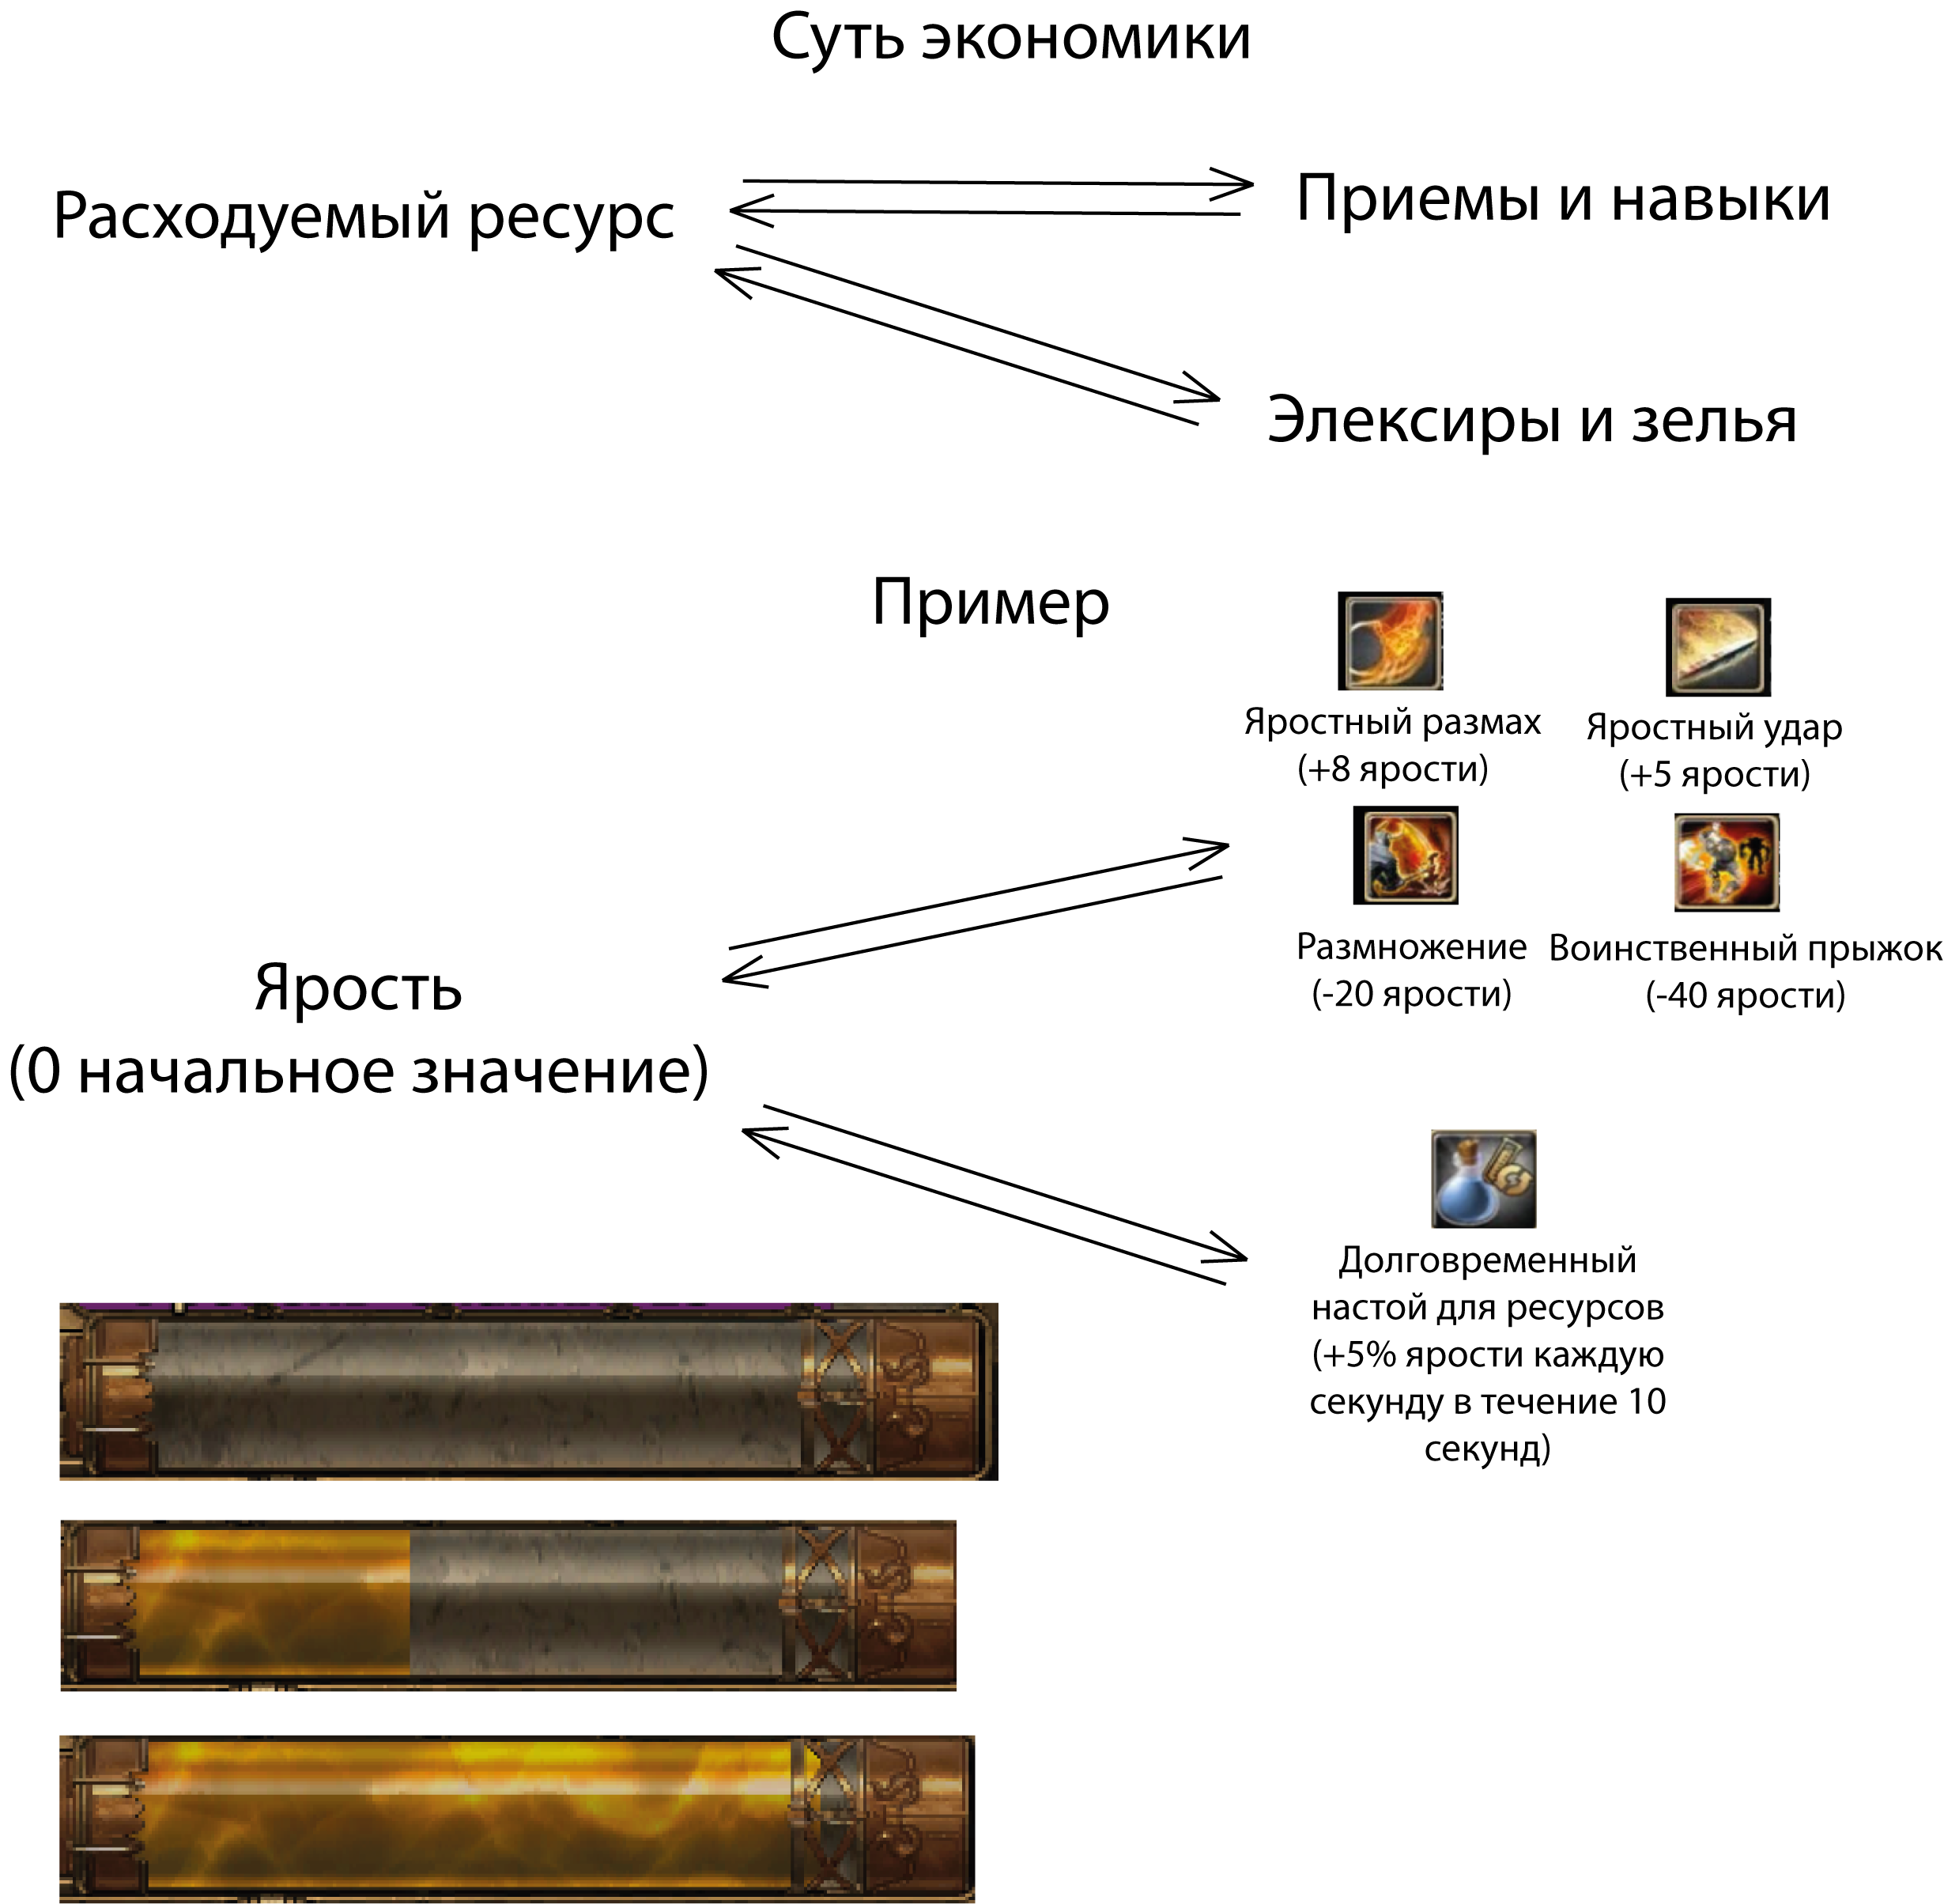 Суть экономики
Расходуемый ресурс
Приемы и навыки
Элексиры и зелья
Пример
Яростный размах
(+8 ярости)
Яростный удар
(+5 ярости)
Размножение
(-20 ярости)
Воинственный прыжок
(-40 ярости)
Ярость
(0 начальное значение)
Долговременный
настой для ресурсов
(+5% ярости каждую
секунду в течение 10
секунд)